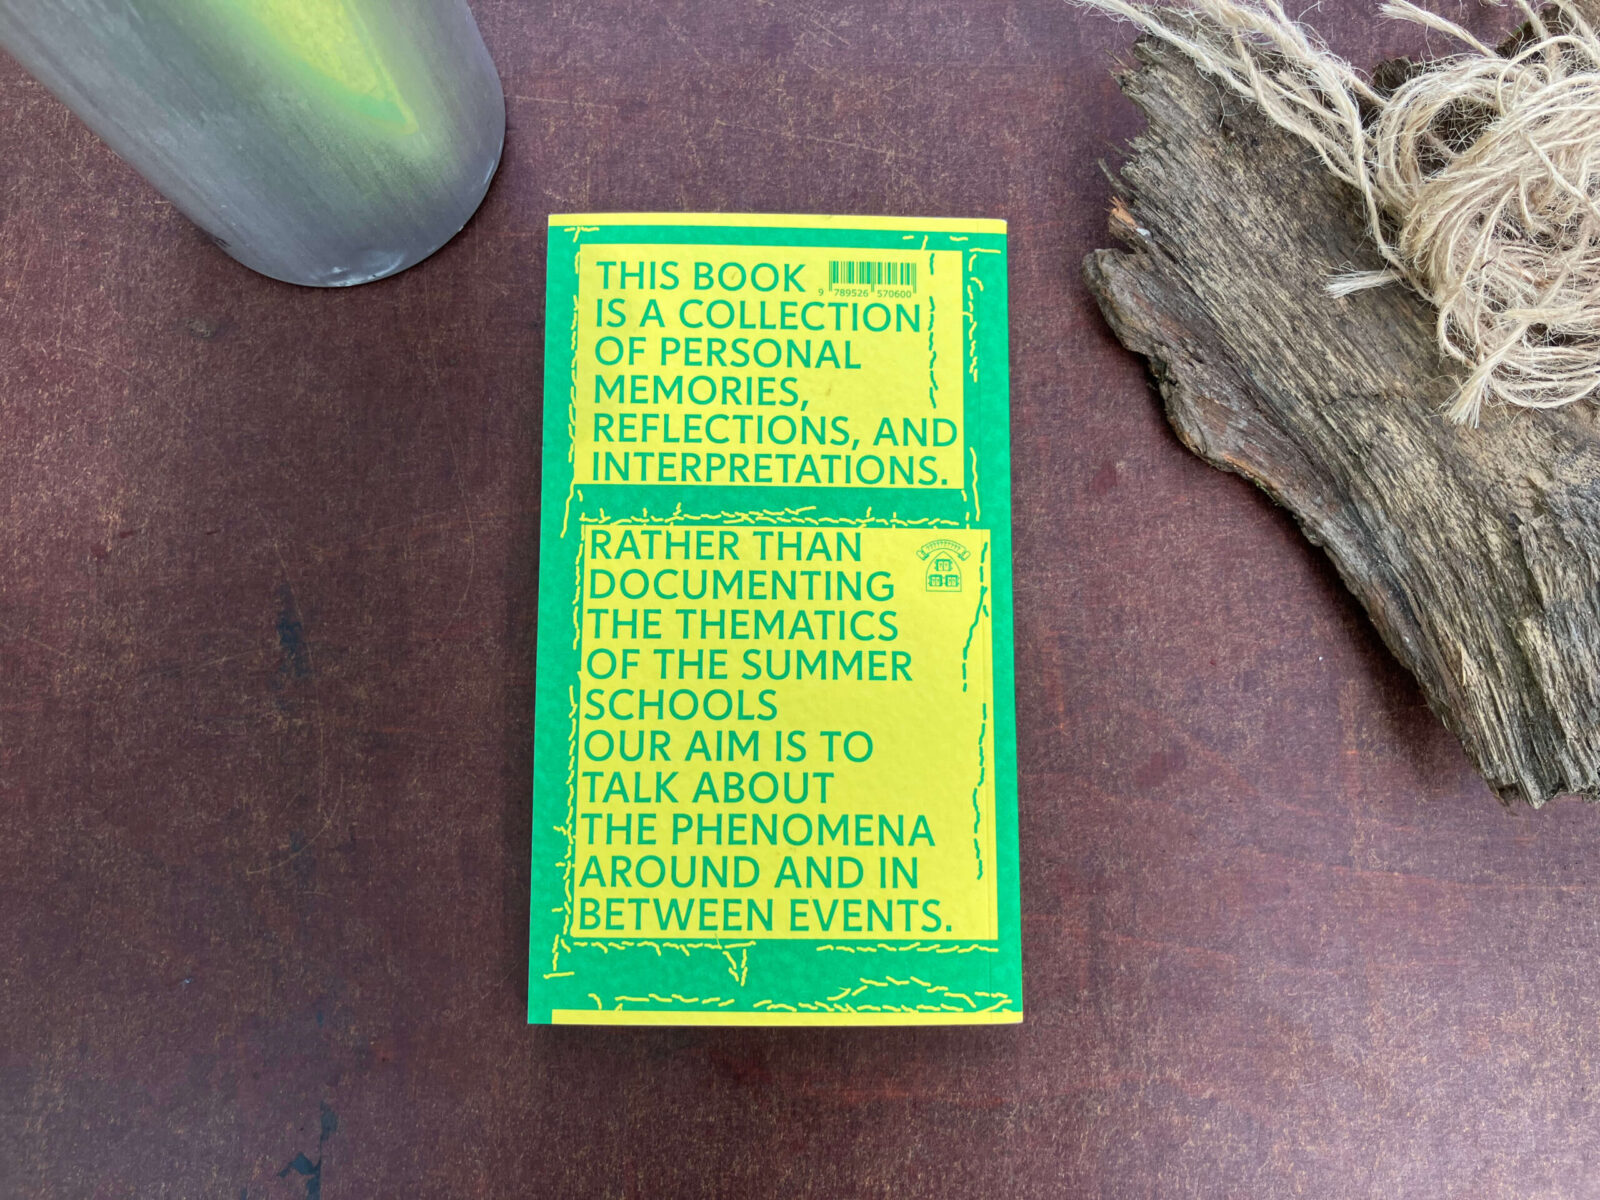 THIS BOOK
9 789526 570600
IS A COLLECTION
OF PERSONAL
MEMORIES,
REFLECTIONS, AND
INTERPRETATIONS.
RATHER THAN
DOCUMENTING
THE THEMATICS
OF THE SUMMER
SCHOOLS
OUR AIM IS TO
TALK ABOUT
THE PHENOMENA
AROUND AND IN
BETWEEN EVENTS.